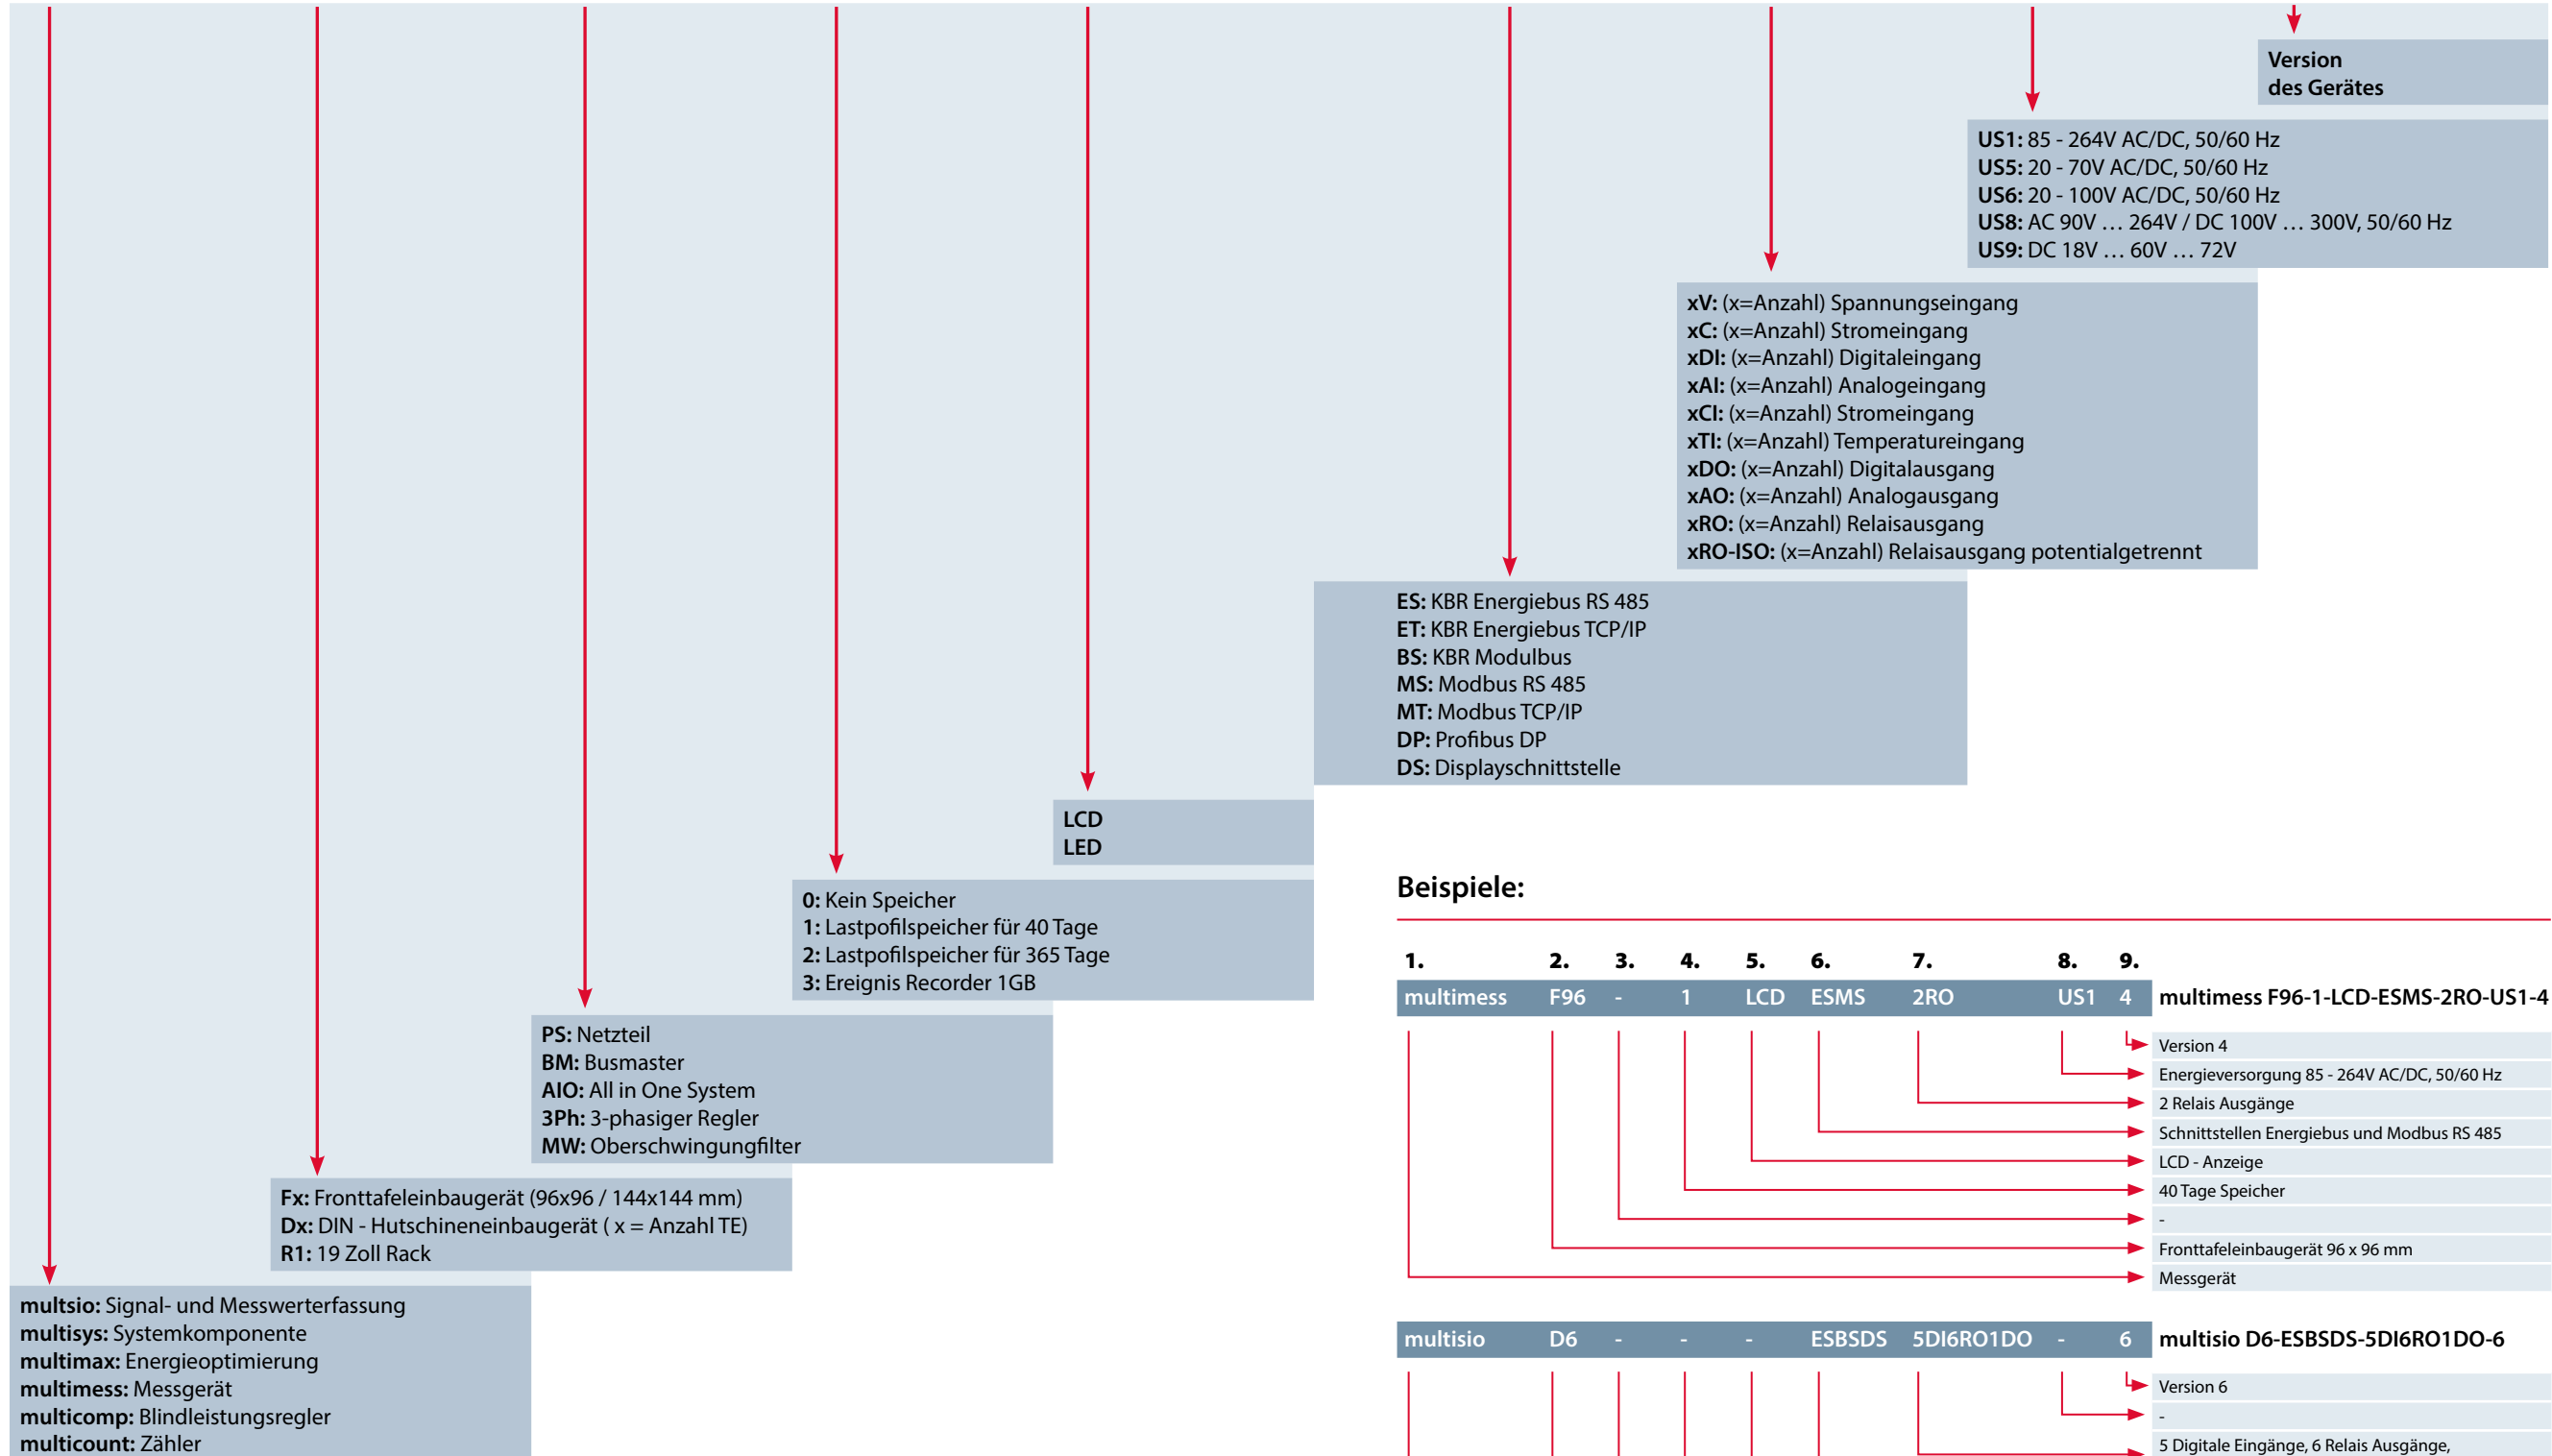 Version
des Gerätes
US1: 85 - 264V AC/DC, 50/60 Hz
US5: 20 - 70V AC/DC, 50/60 Hz
US6: 20 - 100V AC/DC, 50/60 Hz
US8: AC 90V … 264V / DC 100V … 300V, 50/60 Hz
US9: DC 18V … 60V … 72V
xV: (x=Anzahl) Spannungseingang
xC: (x=Anzahl) Stromeingang
xDI: (x=Anzahl) Digitaleingang
xAI: (x=Anzahl) Analogeingang
xCI: (x=Anzahl) Stromeingang
xTI: (x=Anzahl) Temperatureingang
xDO: (x=Anzahl) Digitalausgang
xAO: (x=Anzahl) Analogausgang
xRO: (x=Anzahl) Relaisausgang
xRO-ISO: (x=Anzahl) Relaisausgang potentialgetrennt
ES: KBR Energiebus RS 485
ET: KBR Energiebus TCP/IP
BS: KBR Modulbus
MS: Modbus RS 485
MT: Modbus TCP/IP
DP: Profibus DP
DS: Displayschnittstelle
LCD
LED
0: Kein Speicher
1: Lastpofilspeicher für 40 Tage
2: Lastpofilspeicher für 365 Tage
3: Ereignis Recorder 1GB
PS: Netzteil
BM: Busmaster
AIO: All in One System
3Ph: 3-phasiger Regler
MW: Oberschwingungfilter
Fx: Fronttafeleinbaugerät (96x96 / 144x144 mm)
Dx: DIN - Hutschineneinbaugerät ( x = Anzahl TE)
R1: 19 Zoll Rack
multsio: Signal- und Messwerterfassung
multisys: Systemkomponente
multimax: Energieoptimierung
multimess: Messgerät
multicomp: Blindleistungsregler
multicount: Zähler
Beispiele:
1. 2. 3. 4. 5. 6. 7. 8. 9.
multimess F96 - 1 LCD ESMS 2RO US1 4 multimess F96-1-LCD-ESMS-2RO-US1-4
Version 4
Energieversorgung 85 - 264V AC/DC, 50/60 Hz
2 Relais Ausgänge
Schnittstellen Energiebus und Modbus RS 485
LCD - Anzeige
40 Tage Speicher
-
Fronttafeleinbaugerät 96 x 96 mm
Messgerät
multisio D6 - - - ESBSDS 5DI6RO1DO - 6 multisio D6-ESBSDS-5DI6RO1DO-6
Version 6
-
5 Digitale Eingänge, 6 Relais Ausgänge,